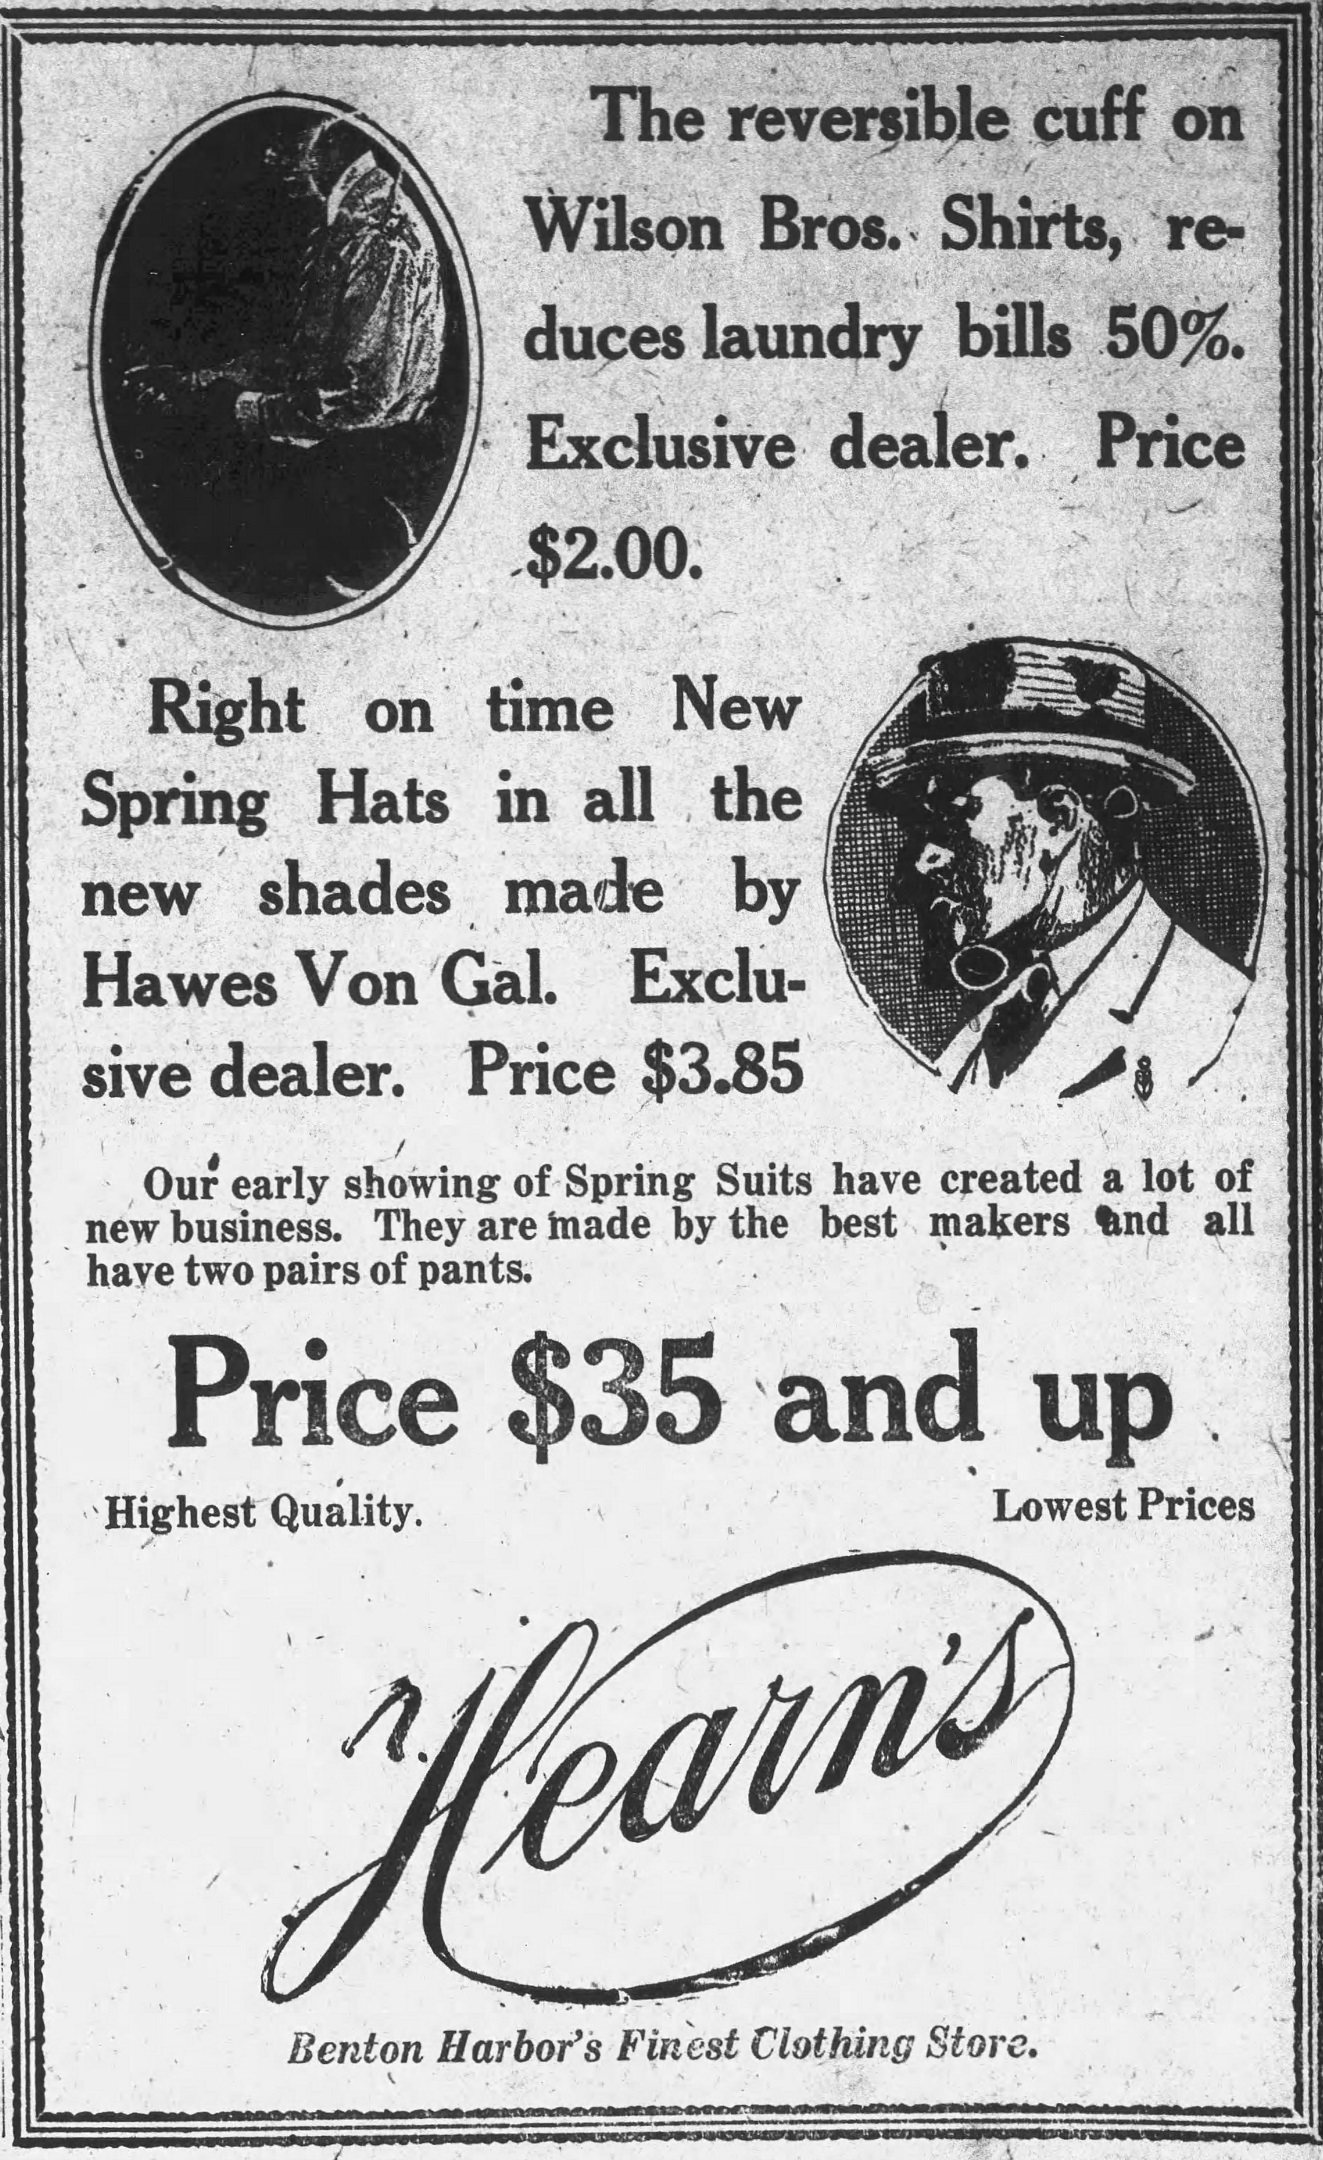 The reversible cuff on
Wilson Bros. Shirts, re-
duces laundry bills 50%.
Exclusive dealer. Price
$2.00.
Right on time New
Spring Hats in all the
new shades made by
Hawes Von Gal. Exclu-
sive dealer. Price $3.85
Our early showing of Spring Suits have created a lot of
new business. They are made by the best makers and all
have two pairs of pants.
Price $35 and up
Highest Quality. Lowest Prices
Hearn's
Benton Harbor's Finest Clothing Store.